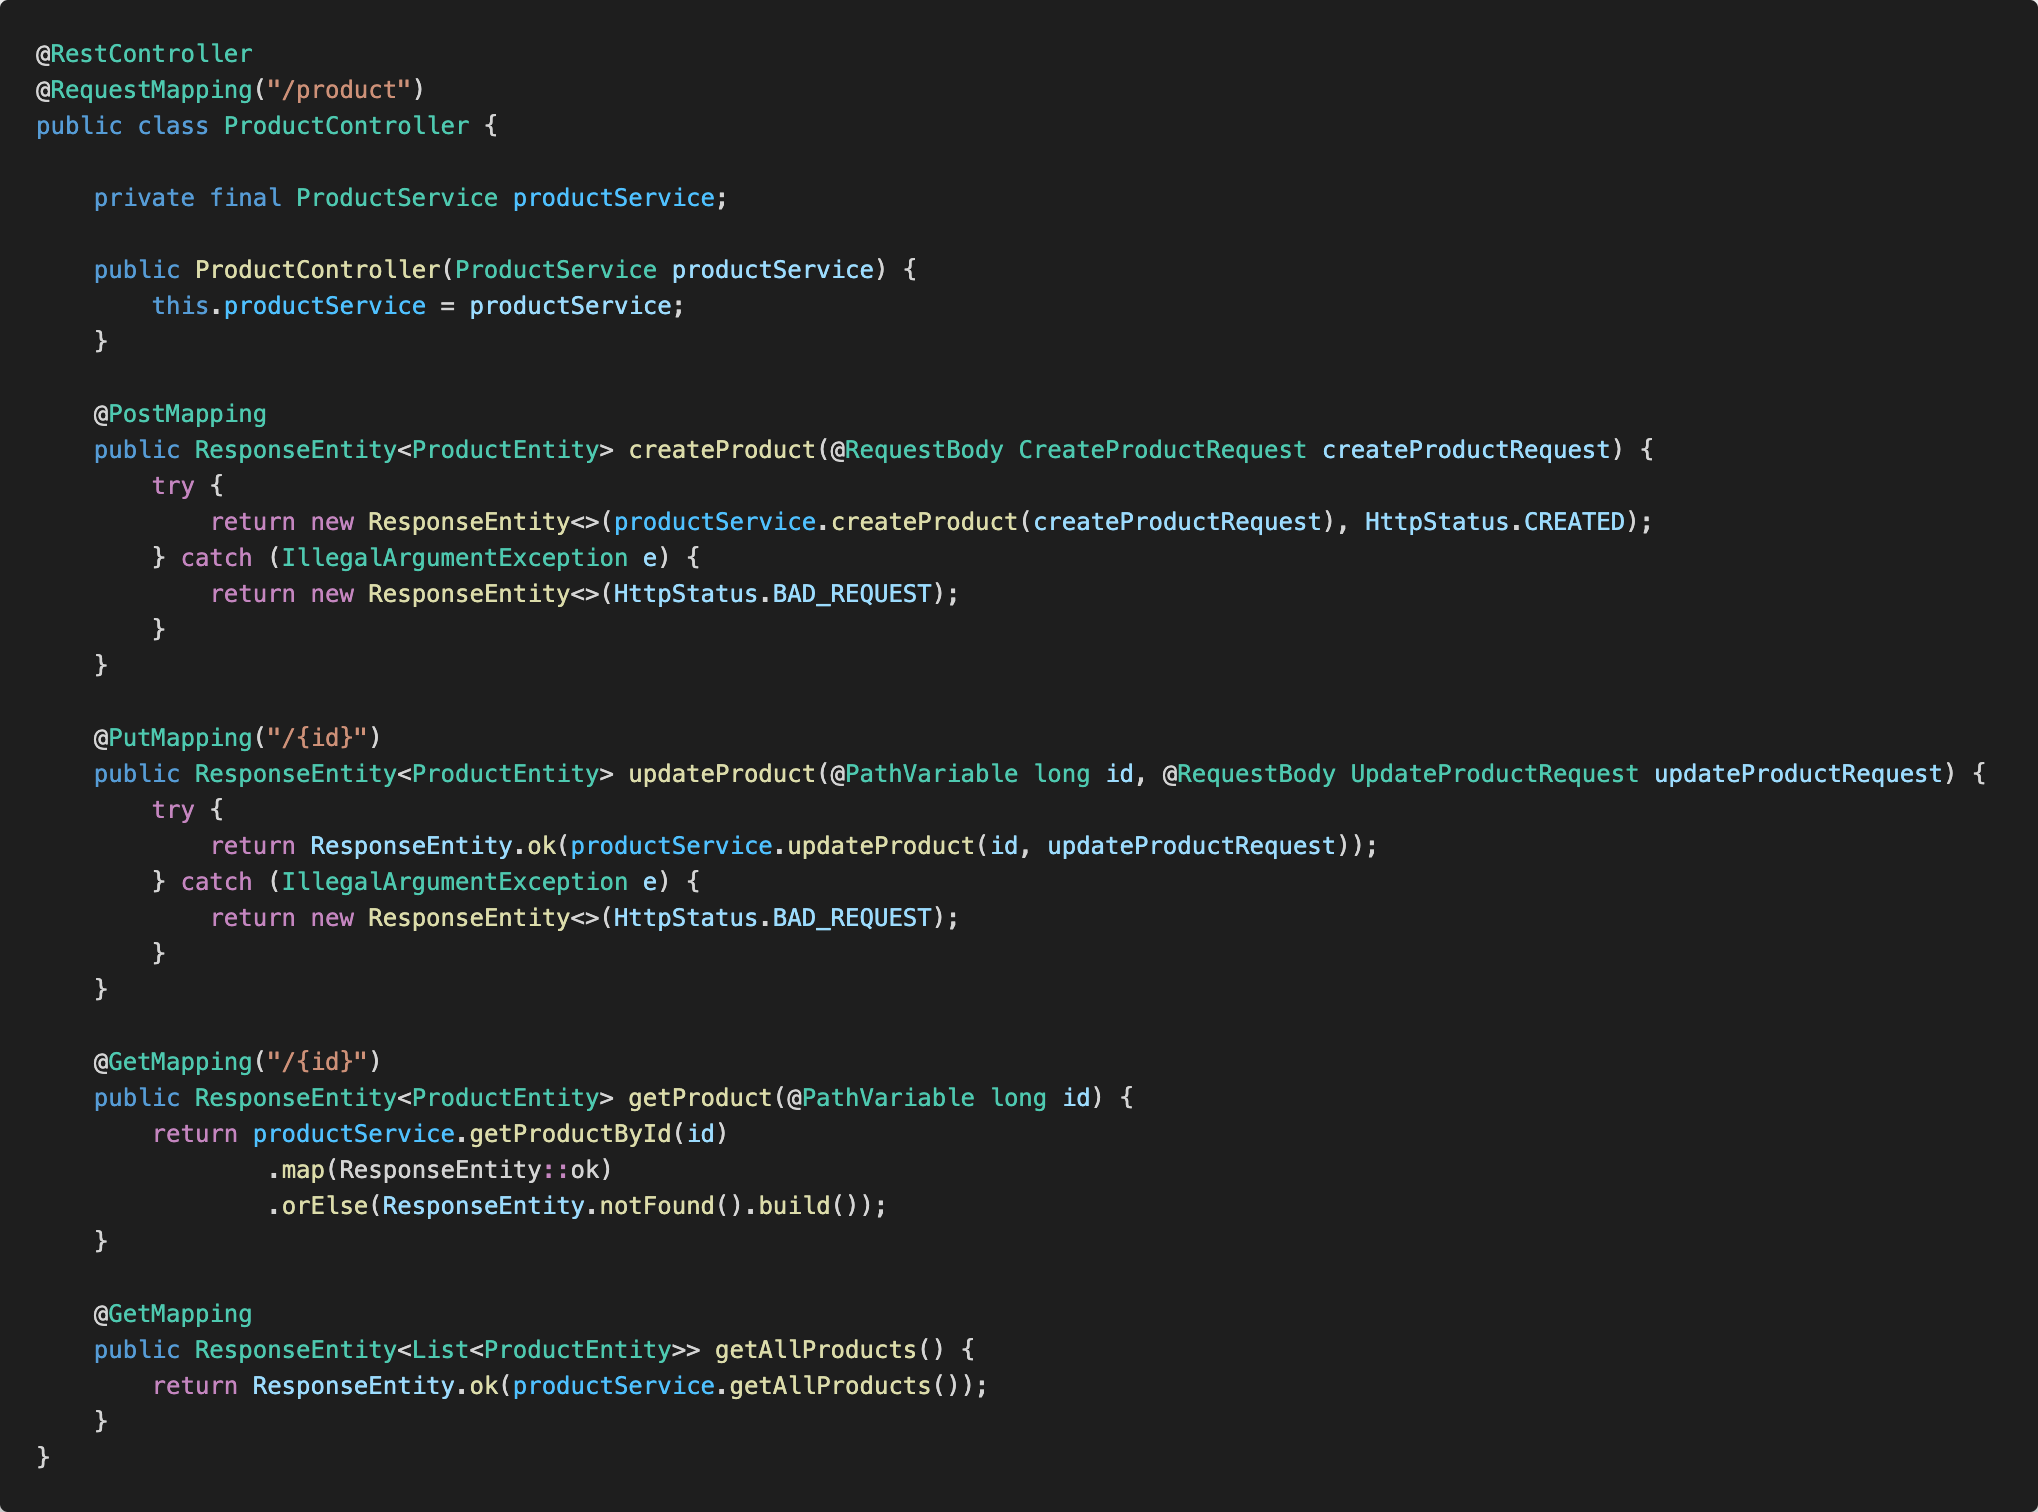 @RestController
@RequestMapping("/product")
public class ProductController {

    private final ProductService productService;

    public ProductController(ProductService productService) {
        this.productService = productService;
    }

    @PostMapping
    public ResponseEntity<ProductEntity> createProduct(@RequestBody CreateProductRequest createProductRequest) {
        try {
            return new ResponseEntity<>(productService.createProduct(createProductRequest), HttpStatus.CREATED);
        } catch (IllegalArgumentException e) {
            return new ResponseEntity<>(HttpStatus.BAD_REQUEST);
        }
    }

    @PutMapping("/{id}")
    public ResponseEntity<ProductEntity> updateProduct(@PathVariable long id, @RequestBody UpdateProductRequest updateProductRequest) {
        try {
            return ResponseEntity.ok(productService.updateProduct(id, updateProductRequest));
        } catch (IllegalArgumentException e) {
            return new ResponseEntity<>(HttpStatus.BAD_REQUEST);
        }
    }

    @GetMapping("/{id}")
    public ResponseEntity<ProductEntity> getProduct(@PathVariable long id) {
        return productService.getProductById(id)
                .map(ResponseEntity::ok)
                .orElse(ResponseEntity.notFound().build());
    }

    @GetMapping
    public ResponseEntity<List<ProductEntity>> getAllProducts() {
        return ResponseEntity.ok(productService.getAllProducts());
    }
}